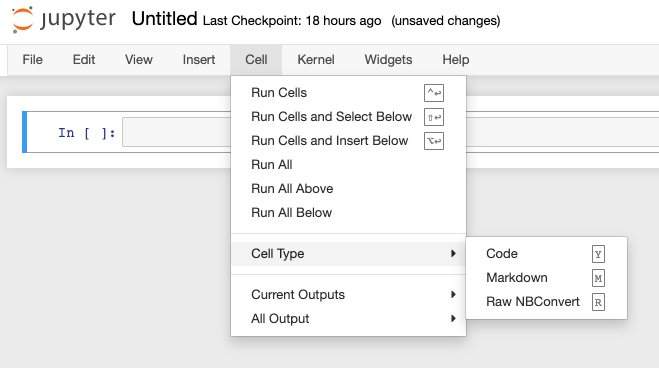 jupyter Untitled Last Checkpoint: 18 hours ago (unsaved changes)
File Edit View Insert Cell Kernel Widgets Help
In [ ]:
Run Cells ^↩
Run Cells and Select Below ⇧↩
Run Cells and Insert Below ⌥↩
Run All
Run All Above
Run All Below
Cell Type
Code Y
Markdown M
Raw NBConvert R
Current Outputs
All Output